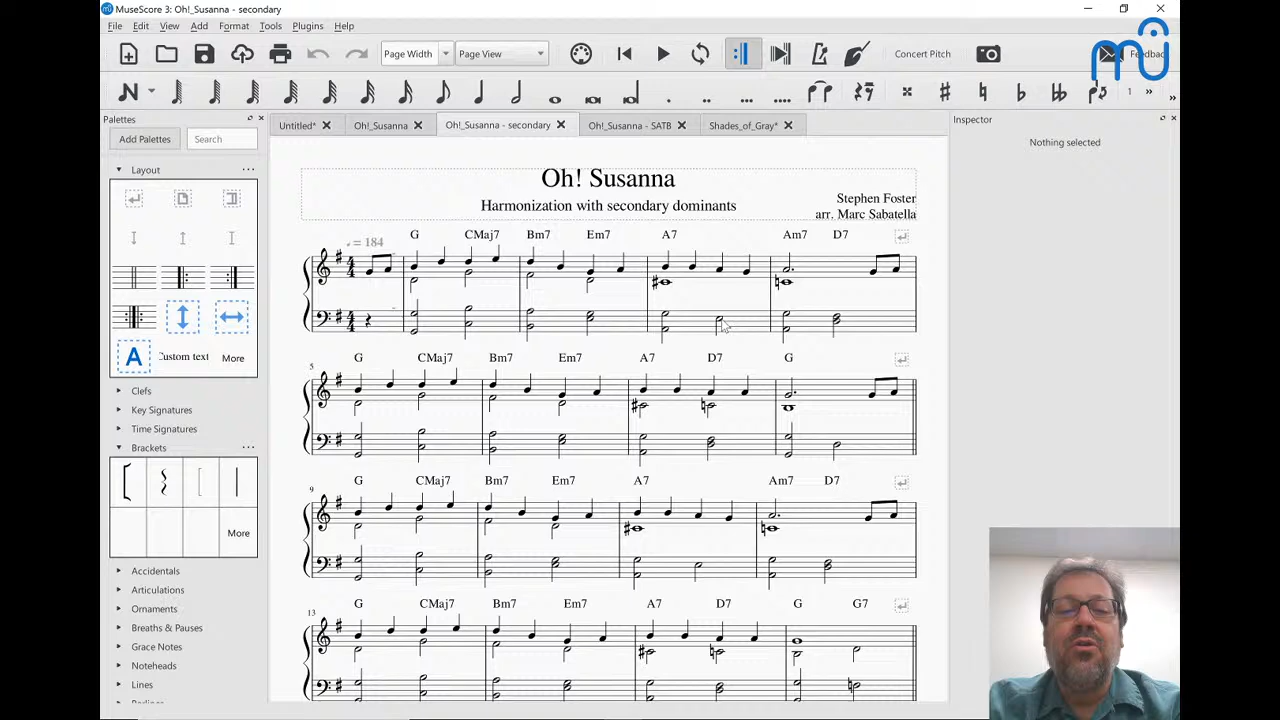 MuseScore 3: Oh!_Susanna - secondary
File Edit View Add Format Tools Plugins Help
Page Width Page View Concert Pitch Feedback
N 1 » »
Palettes
Add Palettes Search
Layout ...
Custom text More
Clefs
Key Signatures
Time Signatures
Brackets ...
More
Accidentals
Articulations
Ornaments
Breaths & Pauses
Grace Notes
Noteheads
Lines
Untitled* Oh!_Susanna Oh!_Susanna - secondary Oh!_Susanna - SATB Shades_of_Gray*
Oh! Susanna
Harmonization with secondary dominants
Stephen Foster
arr. Marc Sabatella
= 184
G CMaj7 Bm7 Em7 A7 Am7 D7
5
G CMaj7 Bm7 Em7 A7 D7 G
9
G CMaj7 Bm7 Em7 A7 Am7 D7
13
G CMaj7 Bm7 Em7 A7 D7 G G7
Inspector
Nothing selected